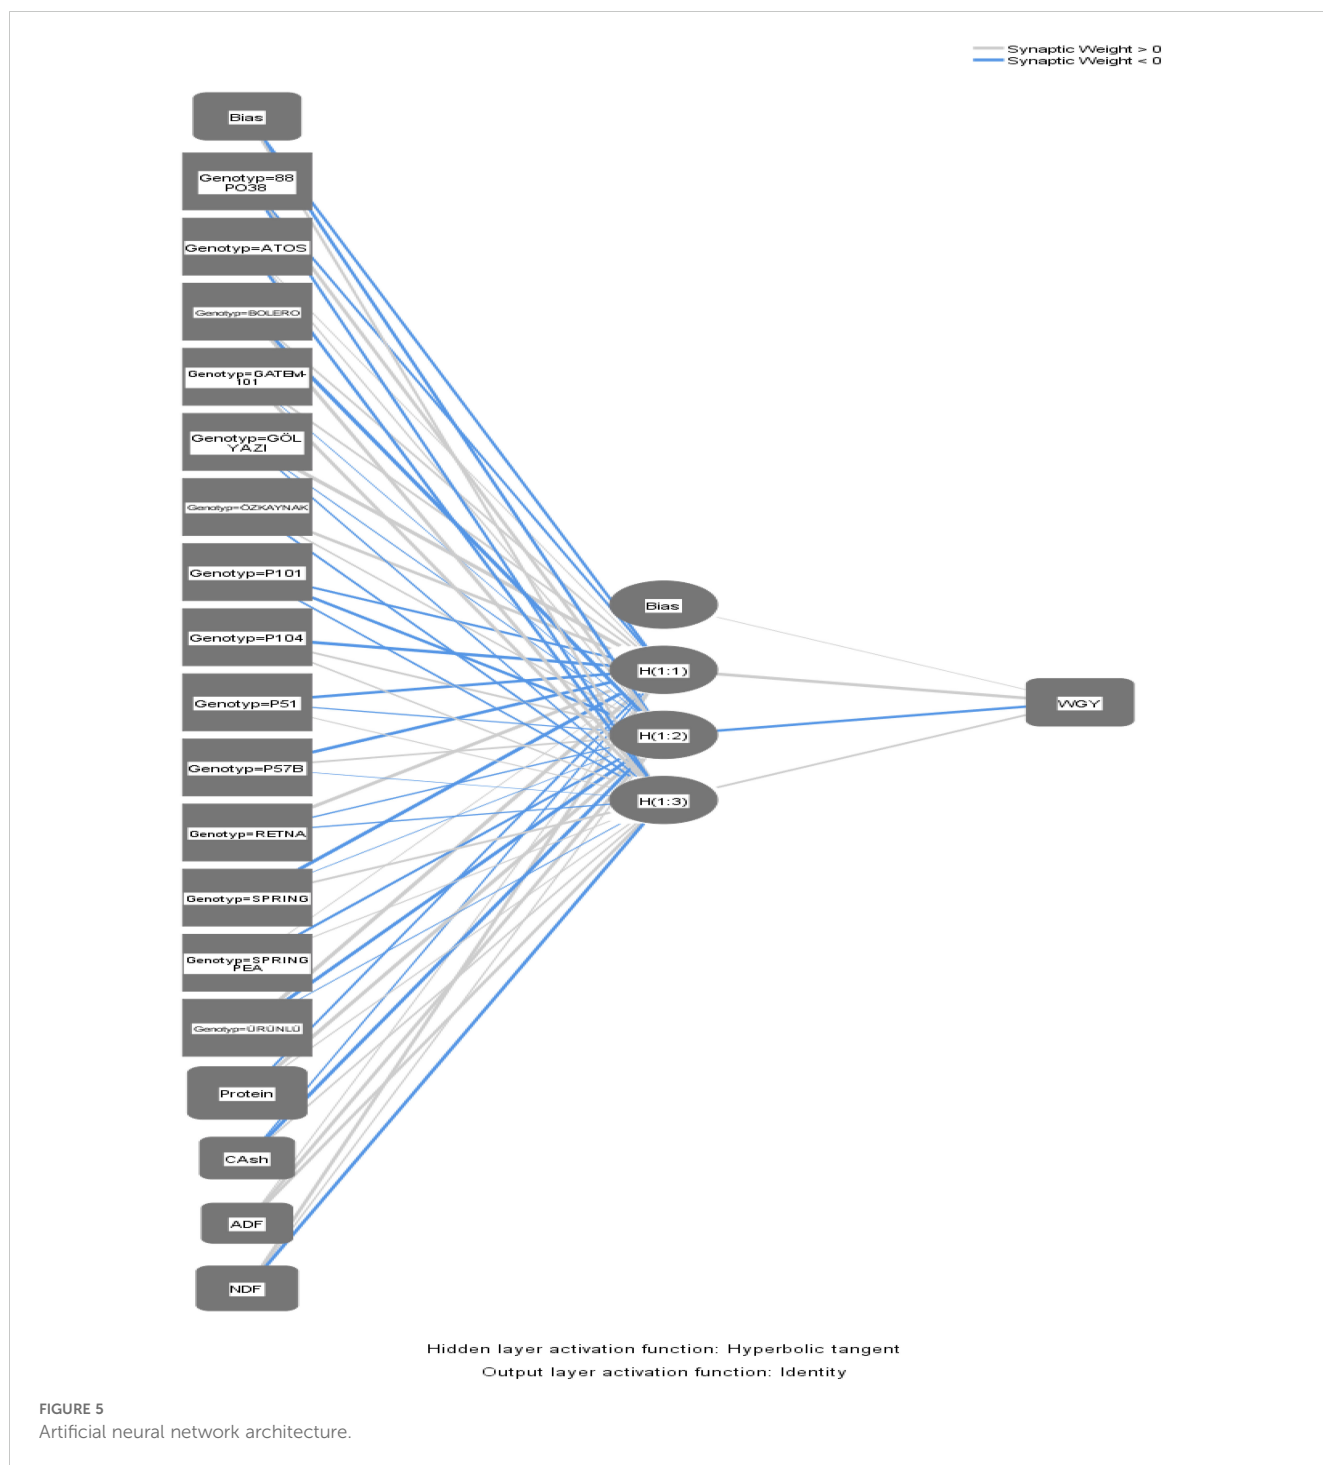 Synaptic Weight > 0
Synaptic Weight < 0
Bias
Genotyp=88
PO38
Genotyp=ATOS
Genotyp=BOLERO
Genotyp=GATEM-
101
Genotyp=GÖL
YAZI
Genotyp=ÖZKAYNAK
Genotyp=P101
Genotyp=P104
Genotyp=P51
Genotyp=P57B
Genotyp=RETNA
Genotyp=SPRING
Genotyp=SPRING
PEA
Genotyp=ÜRÜNLÜ
Protein
CAsh
ADF
NDF
Bias
H(1:1)
H(1:2)
H(1:3)
WGY
Hidden layer activation function: Hyperbolic tangent
Output layer activation function: Identity
FIGURE 5
Artificial neural network architecture.